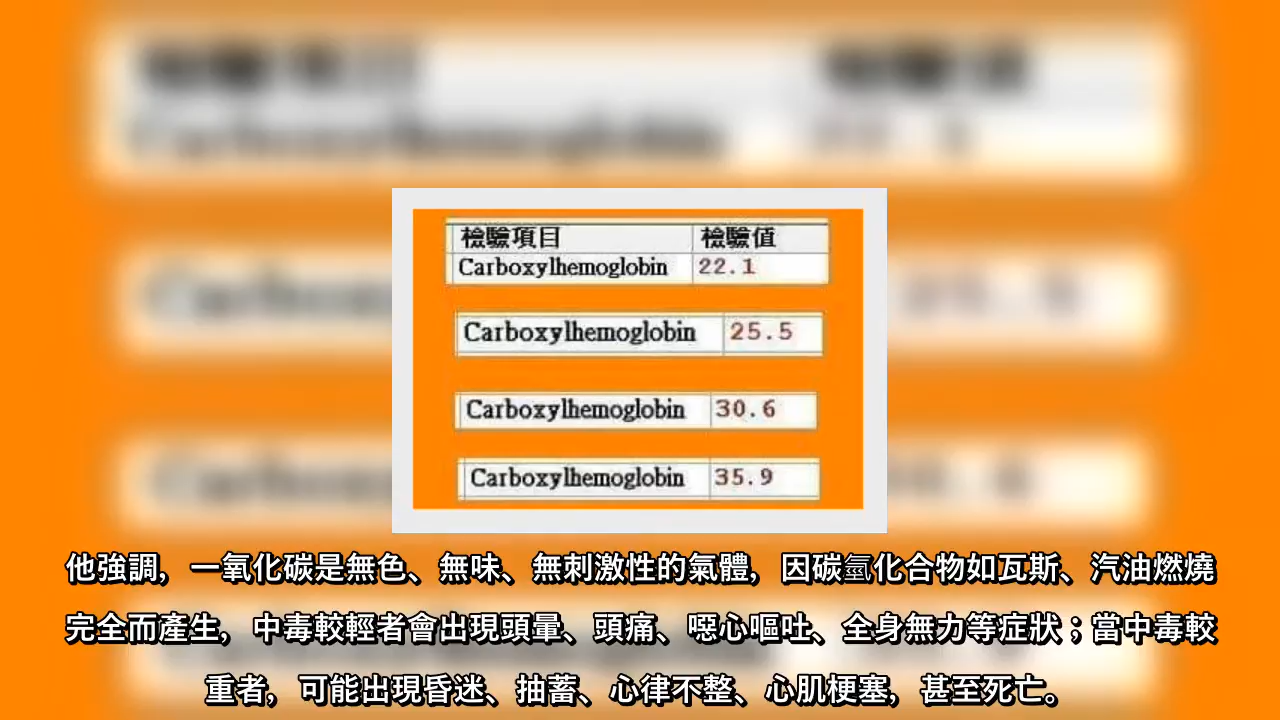 檢驗項目 檢驗值
Carboxylhemoglobin 22.1
Carboxylhemoglobin 25.5
Carboxylhemoglobin 30.6
Carboxylhemoglobin 35.9
他強調，一氧化碳是無色、無味、無刺激性的氣體，因碳氫化合物如瓦斯、汽油燃燒
完全而產生，中毒較輕者會出現頭暈、頭痛、噁心嘔吐、全身無力等症狀；當中毒較
重者，可能出現昏迷、抽蓄、心律不整、心肌梗塞，甚至死亡。